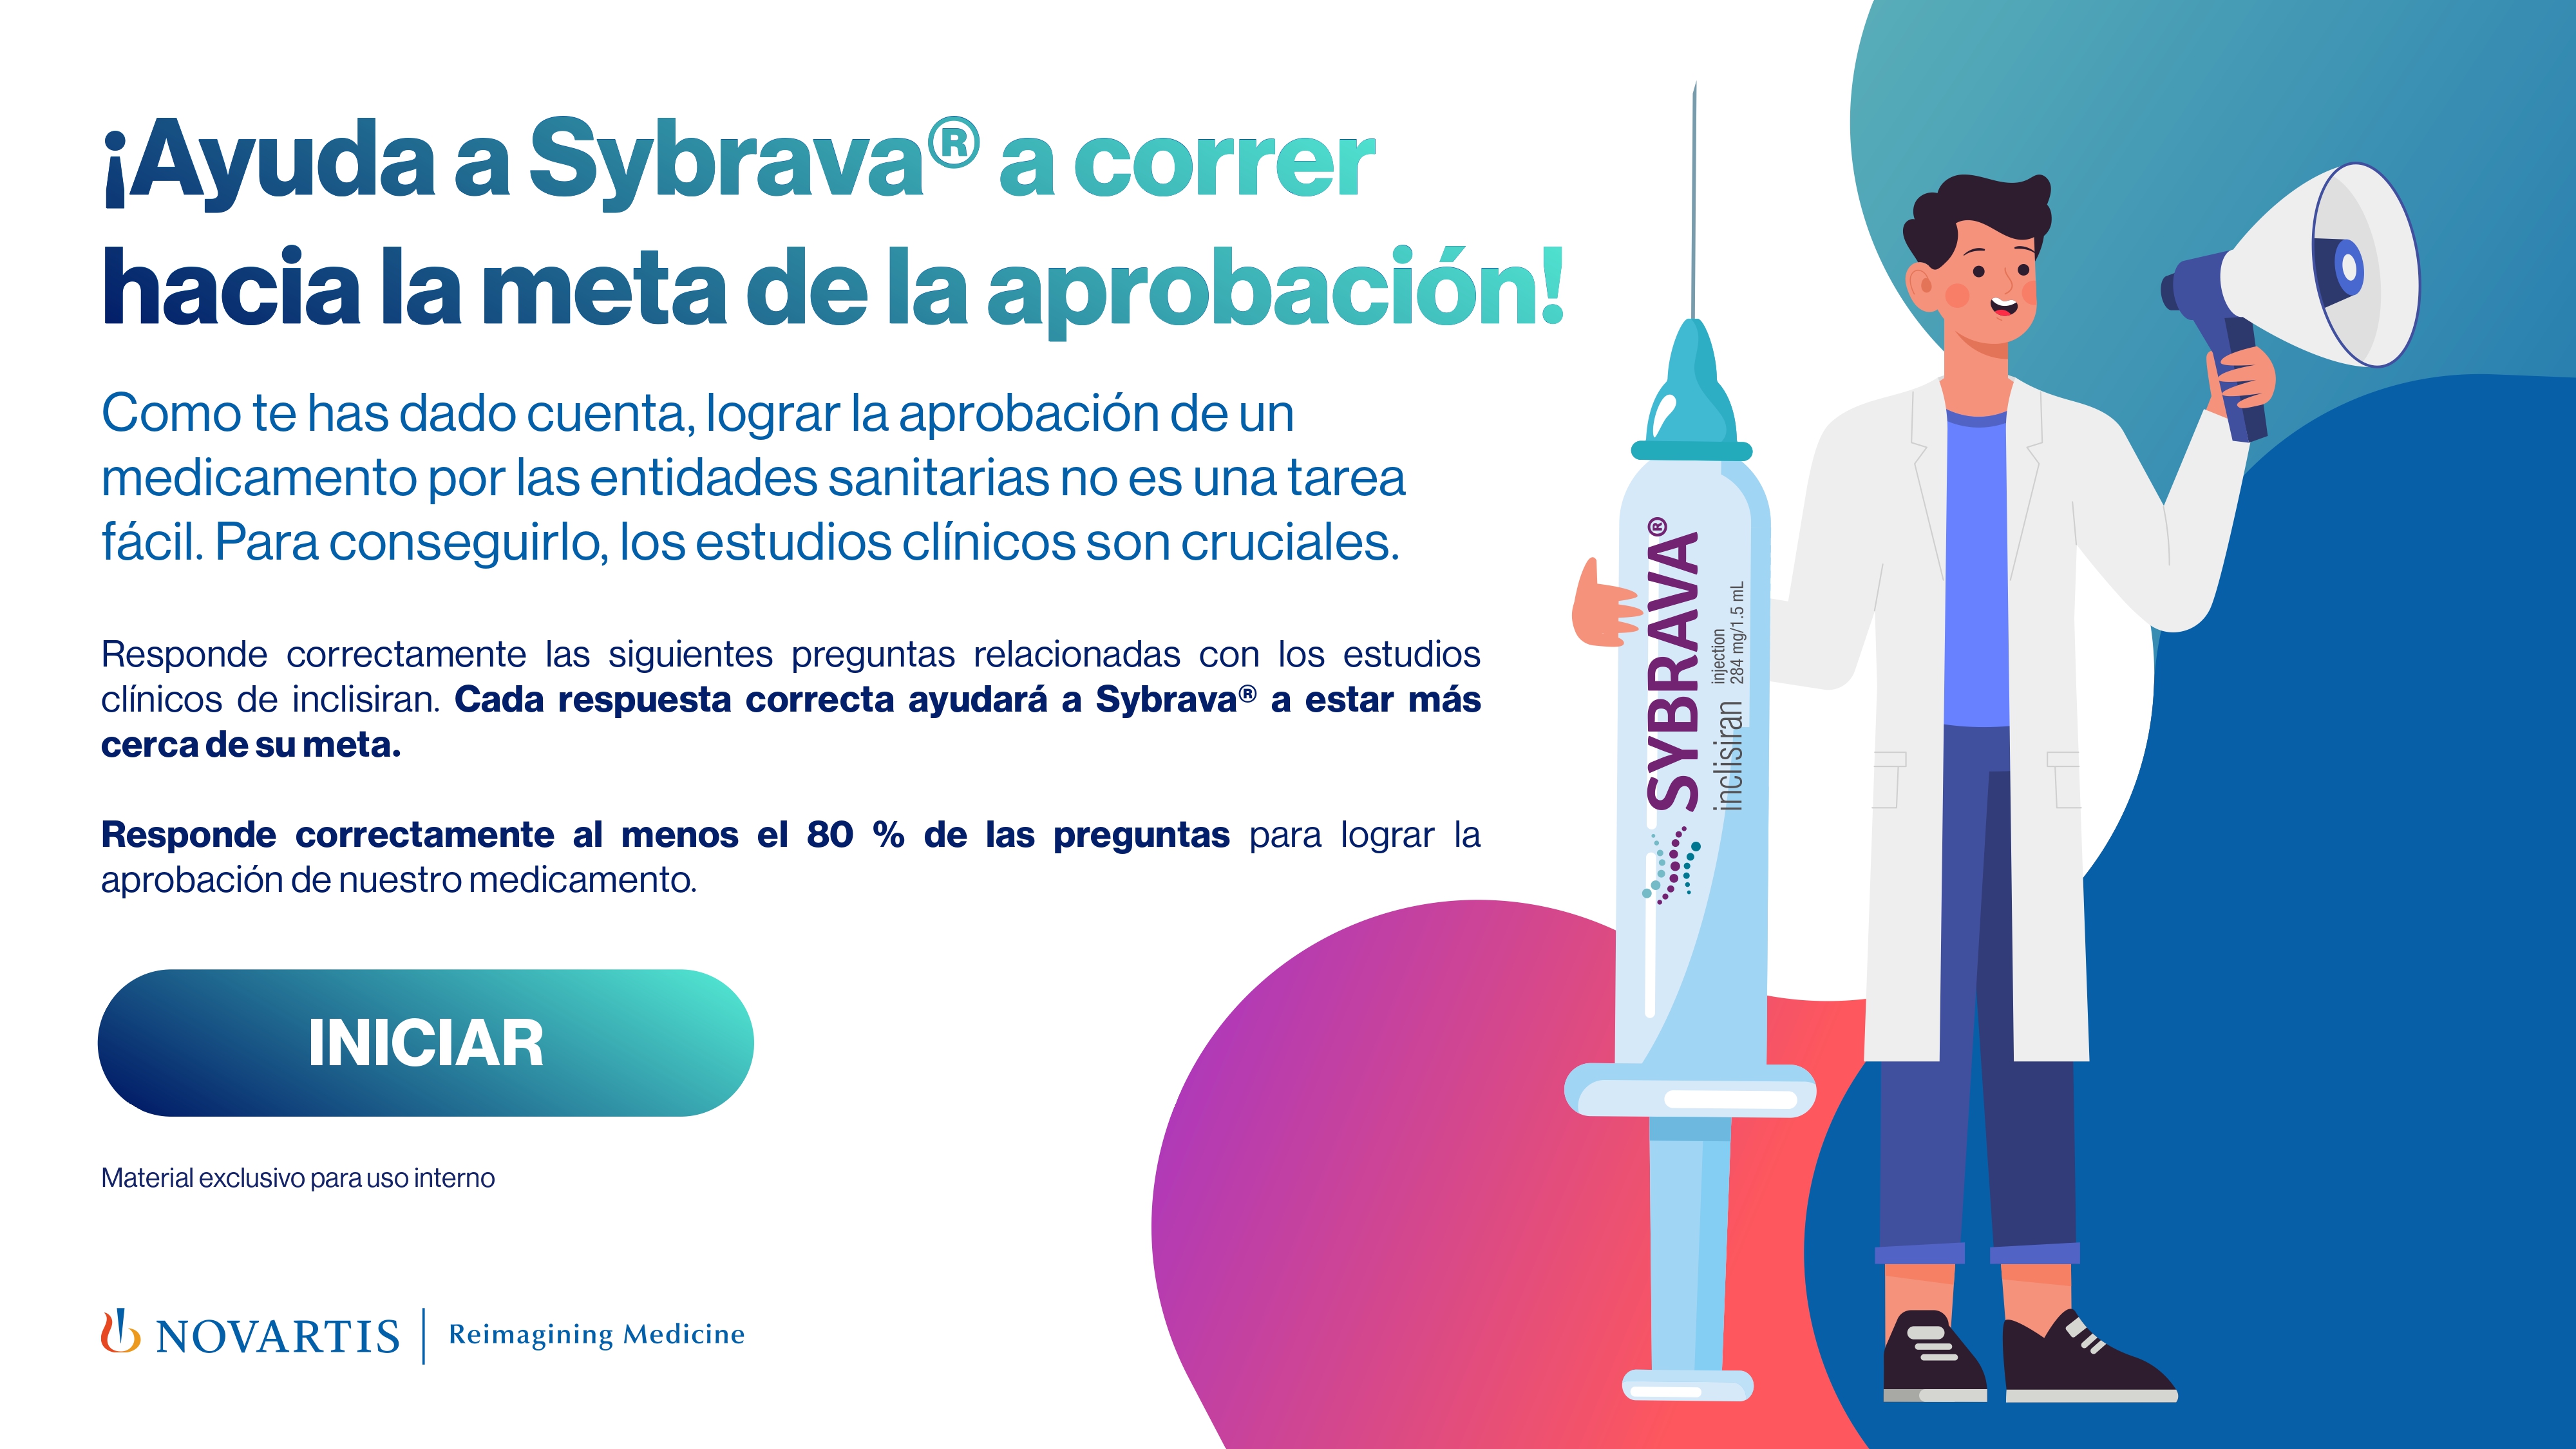 ¡Ayuda a Sybrava® a correr
hacia la meta de la aprobación!
Como te has dado cuenta, lograr la aprobación de un
medicamento por las entidades sanitarias no es una tarea
fácil. Para conseguirlo, los estudios clínicos son cruciales.
Responde correctamente las siguientes preguntas relacionadas con los estudios
clínicos de inclisiran. Cada respuesta correcta ayudará a Sybrava® a estar más
cerca de su meta.
Responde correctamente al menos el 80 % de las preguntas para lograr la
aprobación de nuestro medicamento.
INICIAR
Material exclusivo para uso interno
NOVARTIS | Reimagining Medicine
SYBRAVA®
inclisiran
injection
284 mg/1.5 mL